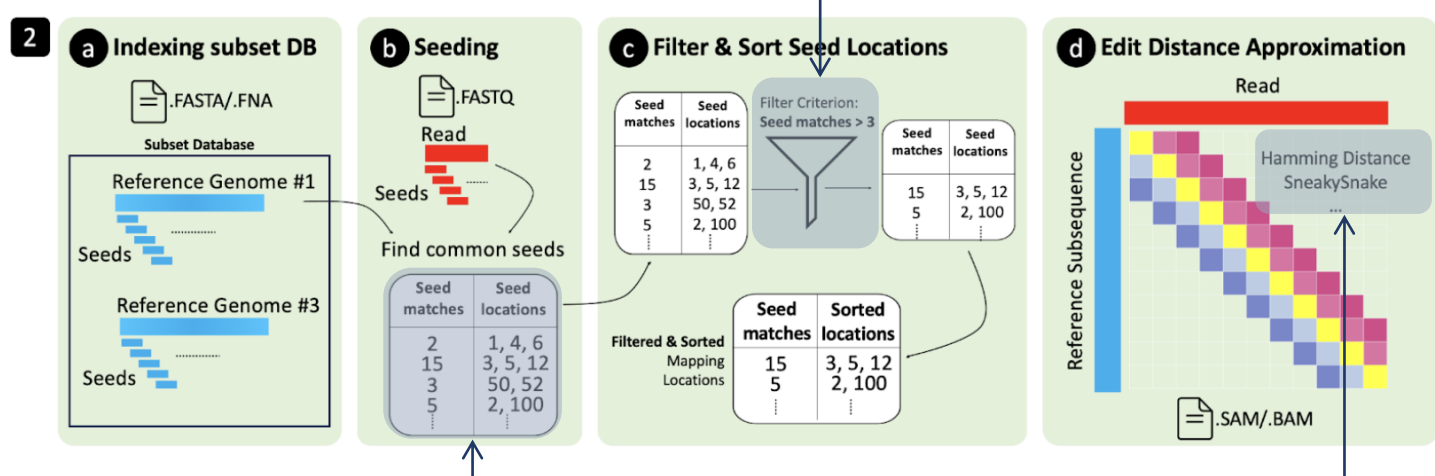 2
a Indexing subset DB
.FASTA/.FNA
Subset Database
Reference Genome #1
Seeds
Reference Genome #3
Seeds
b Seeding
.FASTQ
Read
Seeds
Find common seeds
Seed matches Seed locations
2 1, 4, 6
15 3, 5, 12
3 50, 52
5 2, 100
c Filter & Sort Seed Locations
Seed matches Seed locations
2 1, 4, 6
15 3, 5, 12
3 50, 52
5 2, 100
Filter Criterion:
Seed matches > 3
Seed matches Seed locations
15 3, 5, 12
5 2, 100
Filtered & Sorted
Mapping
Locations
Seed matches Sorted locations
15 3, 5, 12
5 2, 100
d Edit Distance Approximation
Read
Reference Subsequence
Hamming Distance
SneakySnake
...
.SAM/.BAM